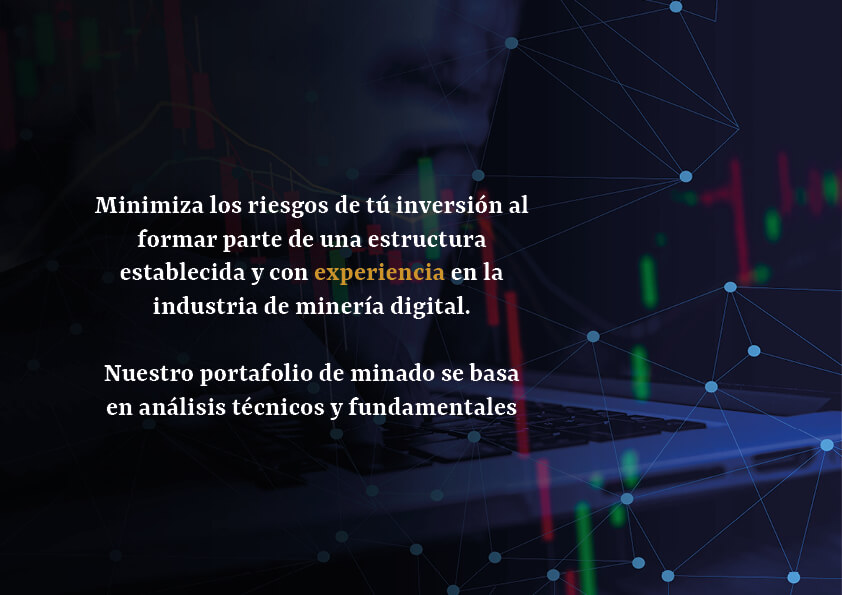 Minimiza los riesgos de tú inversión al
formar parte de una estructura
establecida y con experiencia en la
industria de minería digital.
Nuestro portafolio de minado se basa
en análisis técnicos y fundamentales